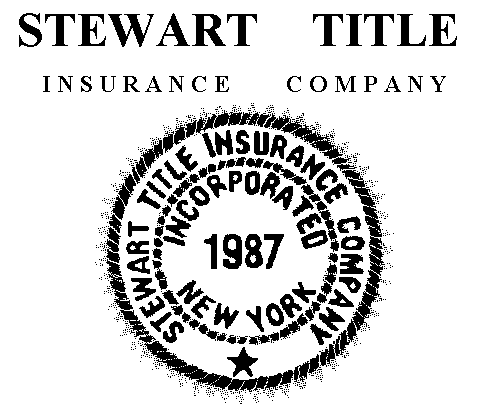 STEWART TITLE
INSURANCE COMPANY
STEWART TITLE INSURANCE COMPANY
INCORPORATED
1987
NEW YORK